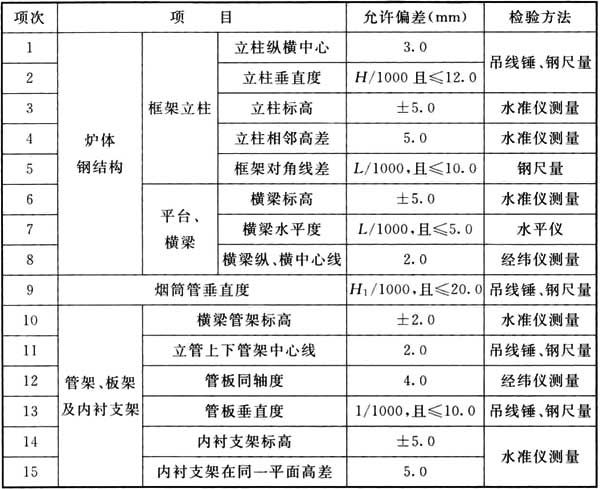 项次 项 目 允许偏差(mm) 检验方法
1 炉体钢结构 框架立柱 立柱纵横中心 3.0 吊线锤、钢尺量
2 立柱垂直度 H/1000且≤12.0
3 立柱标高 ±5.0 水准仪测量
4 立柱相邻高差 5.0 水准仪测量
5 框架对角线差 L/1000,且≤10.0 钢尺量
6 平台、横梁 横梁标高 ±5.0 水准仪测量
7 横梁水平度 L/1000,且≤5.0 水平仪
8 横梁纵、横中心线 2.0 经纬仪测量
9 烟筒管垂直度 H₁/1000,且≤20.0 吊线锤、钢尺量
10 管架、板架及内衬支架 横梁管架标高 ±2.0 水准仪测量
11 立管上下管架中心线 2.0 吊线锤、钢尺量
12 管板同轴度 4.0 经纬仪测量
13 管板垂直度 1/1000,且≤10.0 吊线锤、钢尺量
14 内衬支架标高 ±5.0 水准仪测量
15 内衬支架在同一平面高差 5.0